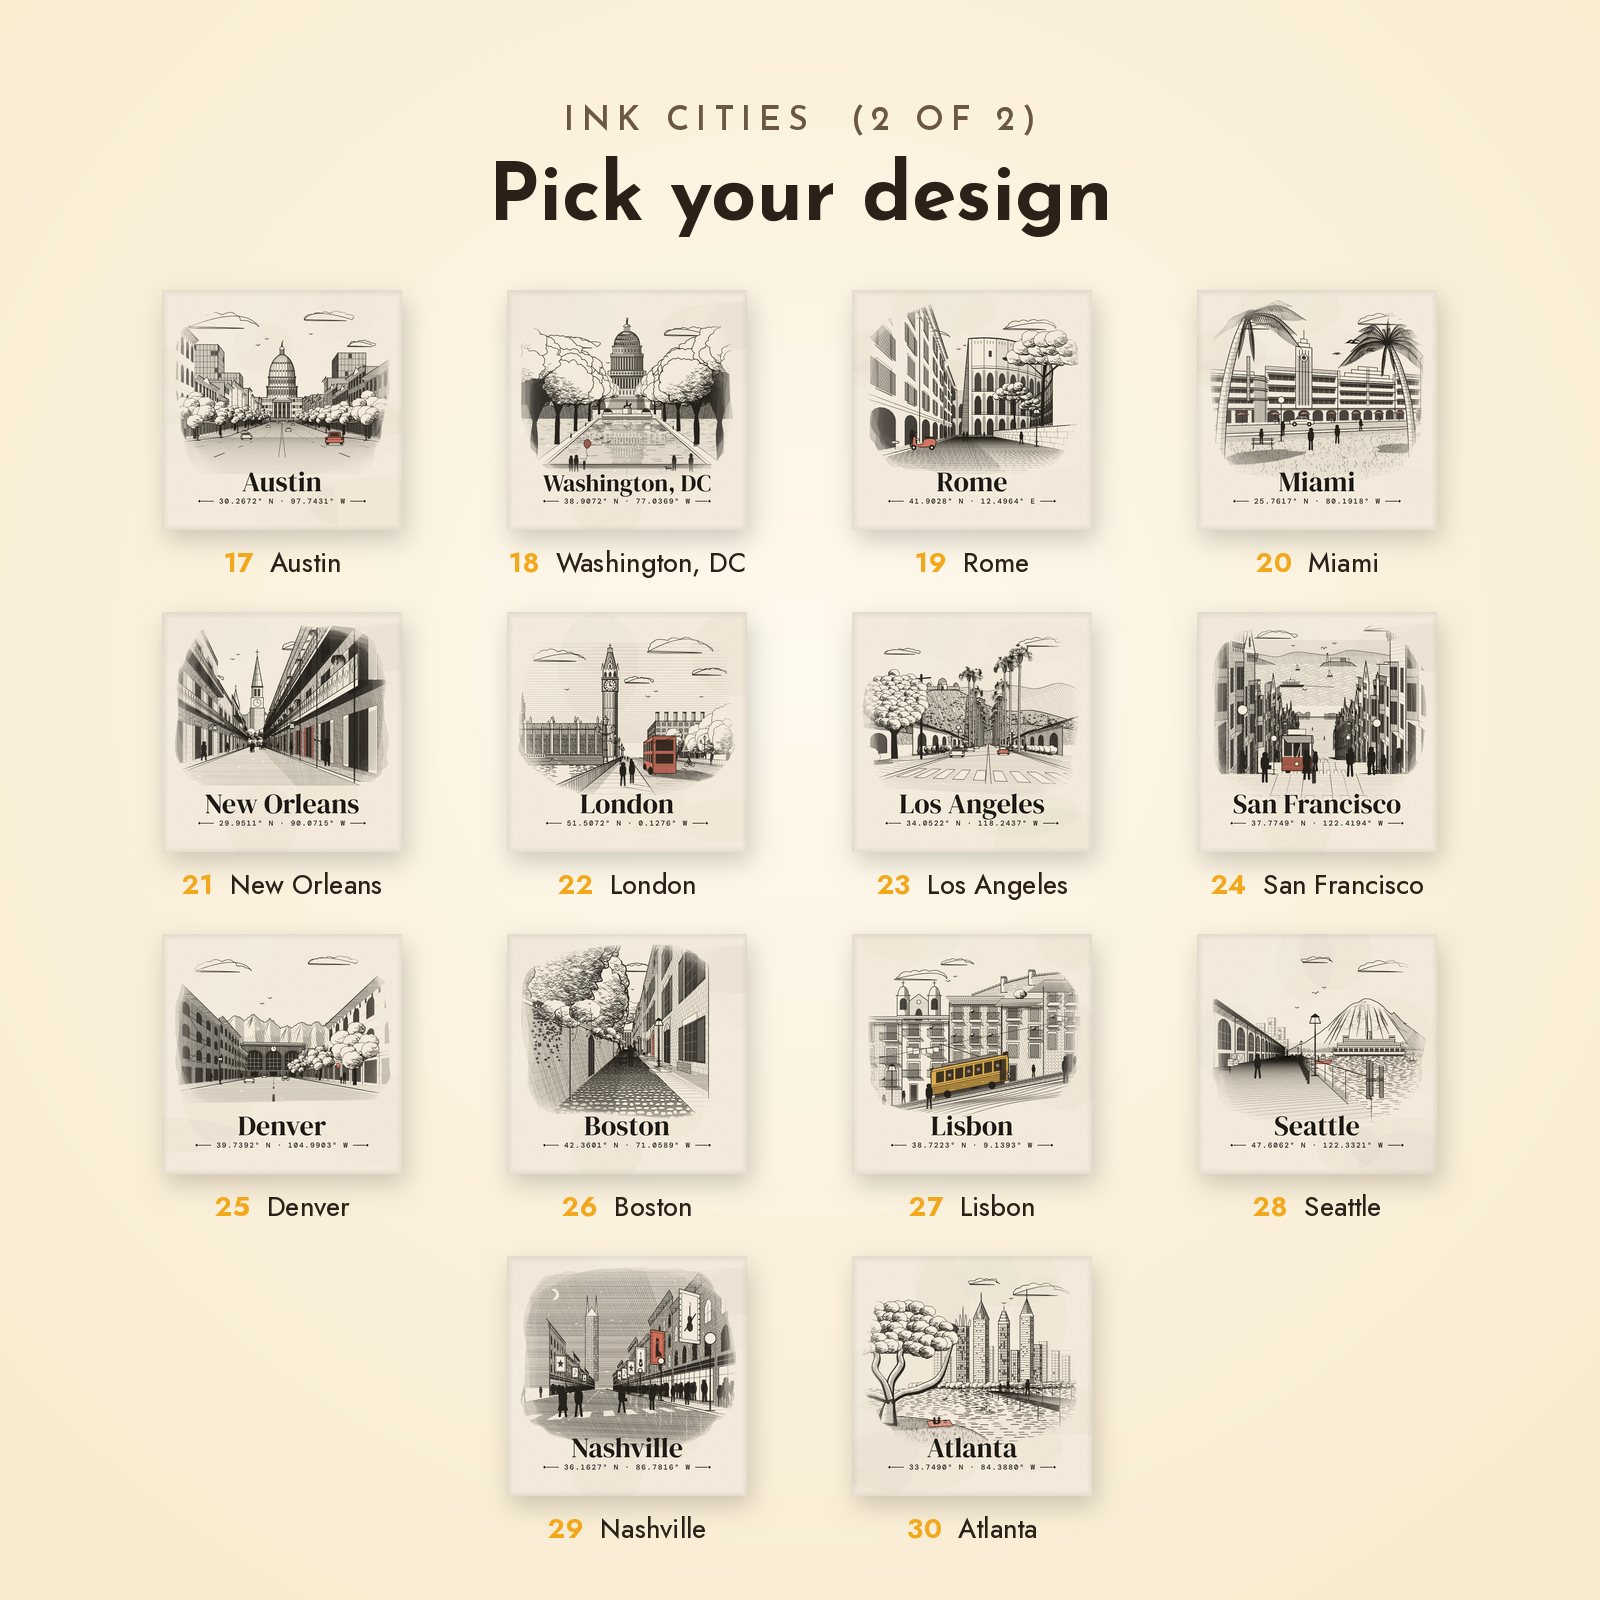 INK CITIES (2 OF 2)
Pick your design
Austin
30.2672° N · 97.7431° W
17 Austin
Washington, DC
38.9072° N · 77.0369° W
18 Washington, DC
Rome
41.9028° N · 12.4964° E
19 Rome
Miami
25.7617° N · 80.1918° W
20 Miami
New Orleans
29.9511° N · 90.0715° W
21 New Orleans
London
51.5072° N · 0.1276° W
22 London
Los Angeles
34.0522° N · 118.2437° W
23 Los Angeles
San Francisco
37.7749° N · 122.4194° W
24 San Francisco
Denver
39.7392° N · 104.9903° W
25 Denver
Boston
42.3601° N · 71.0589° W
26 Boston
Lisbon
38.7223° N · 9.1393° W
27 Lisbon
Seattle
47.6062° N · 122.3321° W
28 Seattle
Nashville
36.1627° N · 86.7816° W
29 Nashville
Atlanta
33.7490° N · 84.3880° W
30 Atlanta